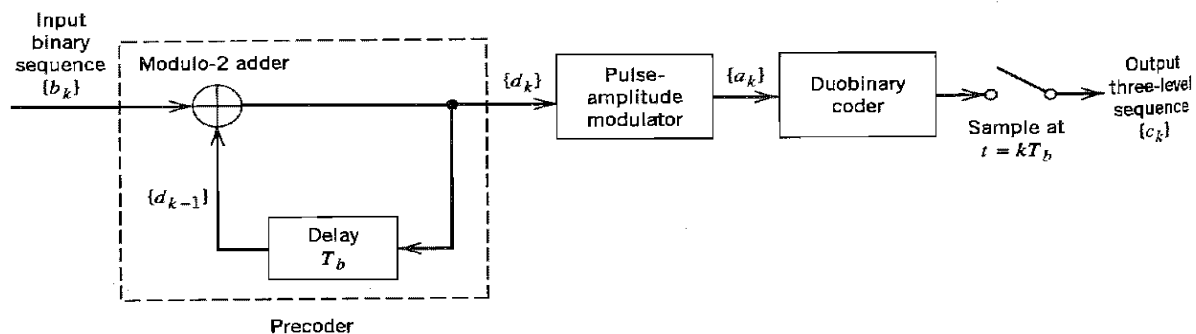 Input
binary
sequence
{b_k}
Modulo-2 adder
{d_k}
Pulse-
amplitude
modulator
{a_k}
Duobinary
coder
Sample at
t = kT_b
Output
three-level
sequence
{c_k}
{d_{k-1}}
Delay
T_b
Precoder